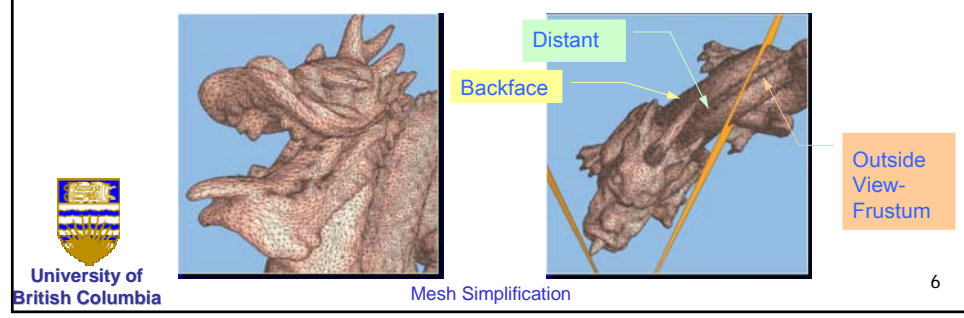 Distant
Backface
Outside
View-
Frustum
University of
British Columbia
Mesh Simplification
6